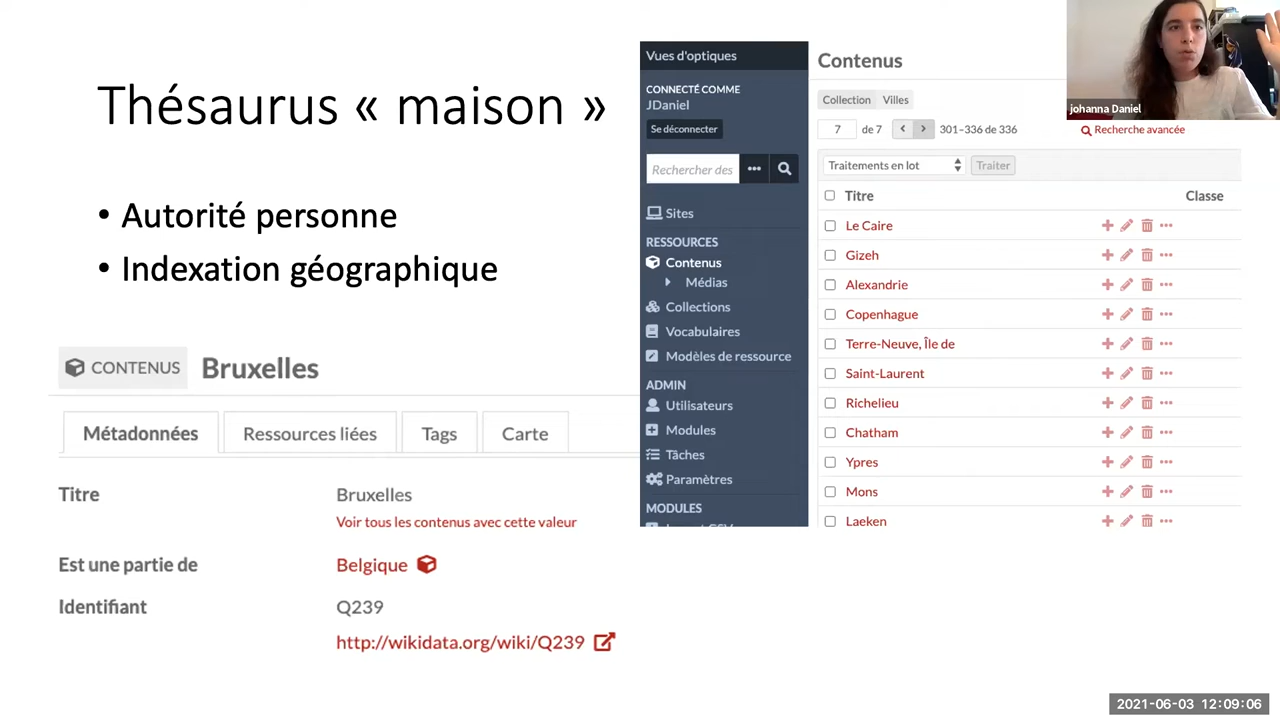 Thésaurus « maison »
• Autorité personne
• Indexation géographique
CONTENUS Bruxelles
Métadonnées Ressources liées Tags Carte
Titre Bruxelles
Voir tous les contenus avec cette valeur
Est une partie de Belgique
Identifiant Q239
http://wikidata.org/wiki/Q239
Vues d'optiques
CONNECTÉ COMME
JDaniel
Se déconnecter
Rechercher des
Sites
RESSOURCES
Contenus
Médias
Collections
Vocabulaires
Modèles de ressource
ADMIN
Utilisateurs
Modules
Tâches
Paramètres
MODULES
Contenus
Collection Villes
7 de 7 301–336 de 336
Recherche avancée
Traitements en lot Traiter
Titre Classe
Le Caire
Gizeh
Alexandrie
Copenhague
Terre-Neuve, Île de
Saint-Laurent
Richelieu
Chatham
Ypres
Mons
Laeken
johanna Daniel
2021-06-03 12:09:06